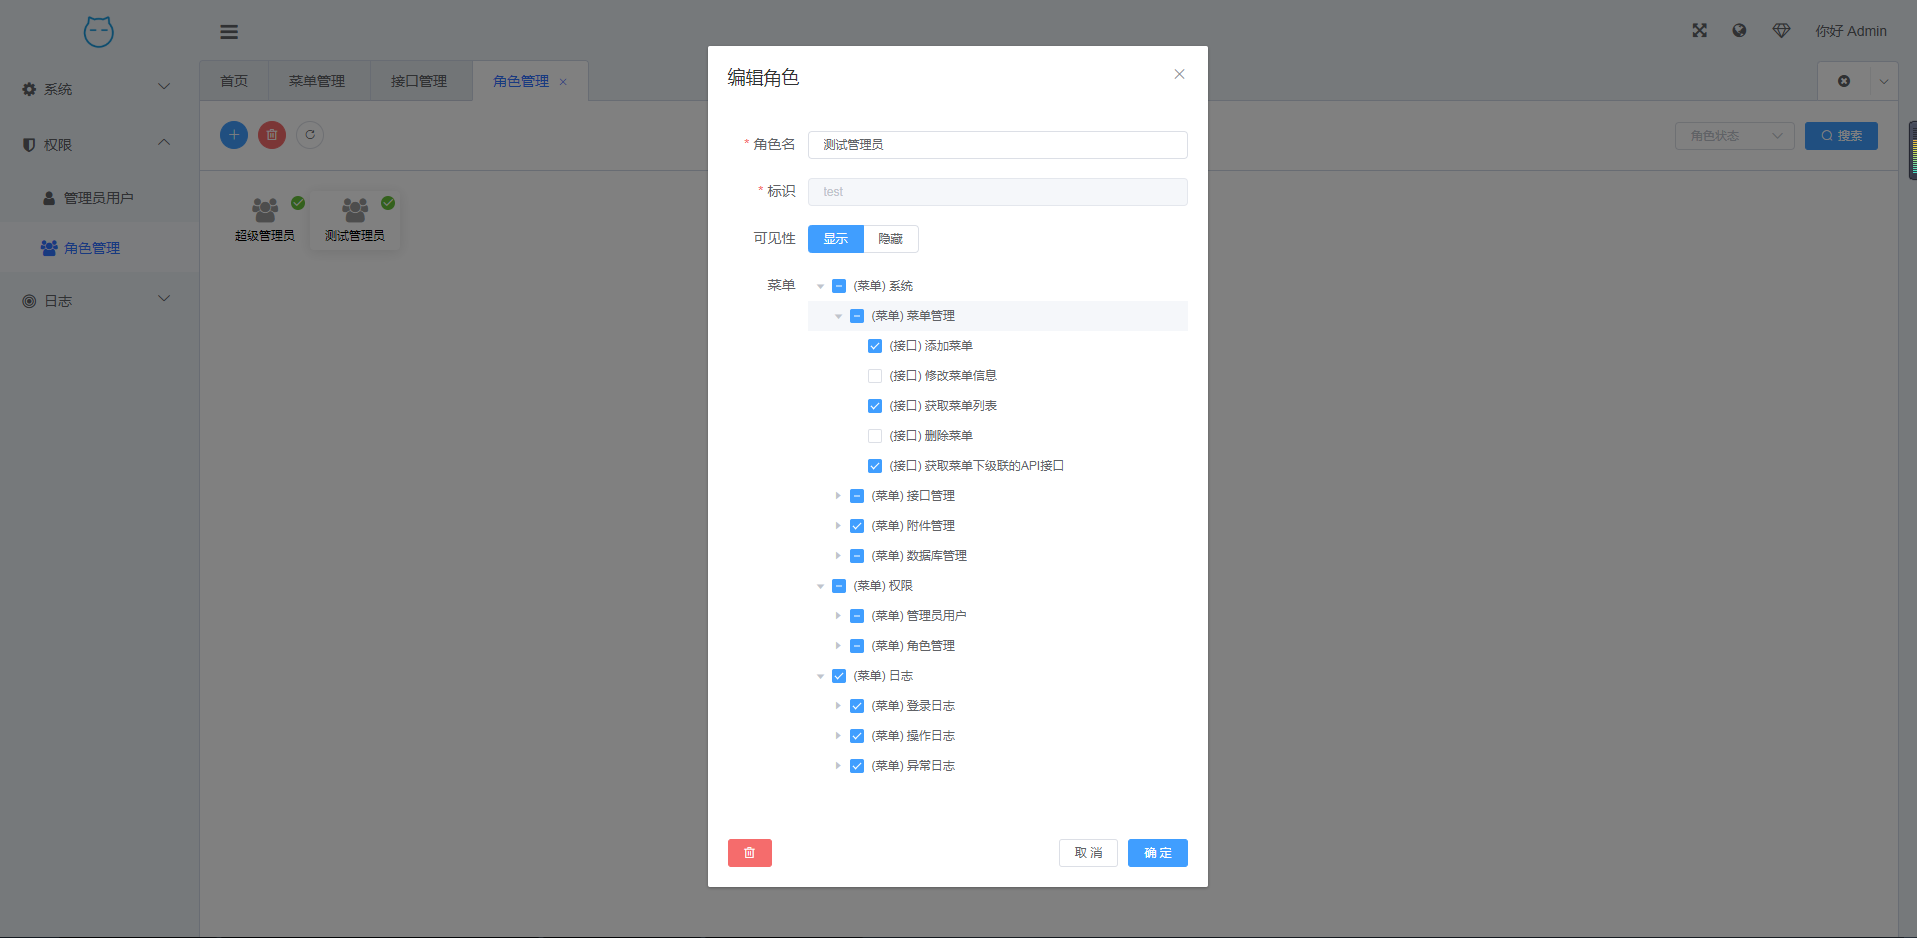 你好 Admin
系统
权限
管理员用户
角色管理
日志
首页 菜单管理 接口管理 角色管理
角色状态 搜索
超级管理员 测试管理员
编辑角色
* 角色名 测试管理员
* 标识 test
可见性 显示 隐藏
菜单 (菜单) 系统
(菜单) 菜单管理
(接口) 添加菜单
(接口) 修改菜单信息
(接口) 获取菜单列表
(接口) 删除菜单
(接口) 获取菜单下级联的API接口
(菜单) 接口管理
(菜单) 附件管理
(菜单) 数据库管理
(菜单) 权限
(菜单) 管理员用户
(菜单) 角色管理
(菜单) 日志
(菜单) 登录日志
(菜单) 操作日志
(菜单) 异常日志
取 消 确 定